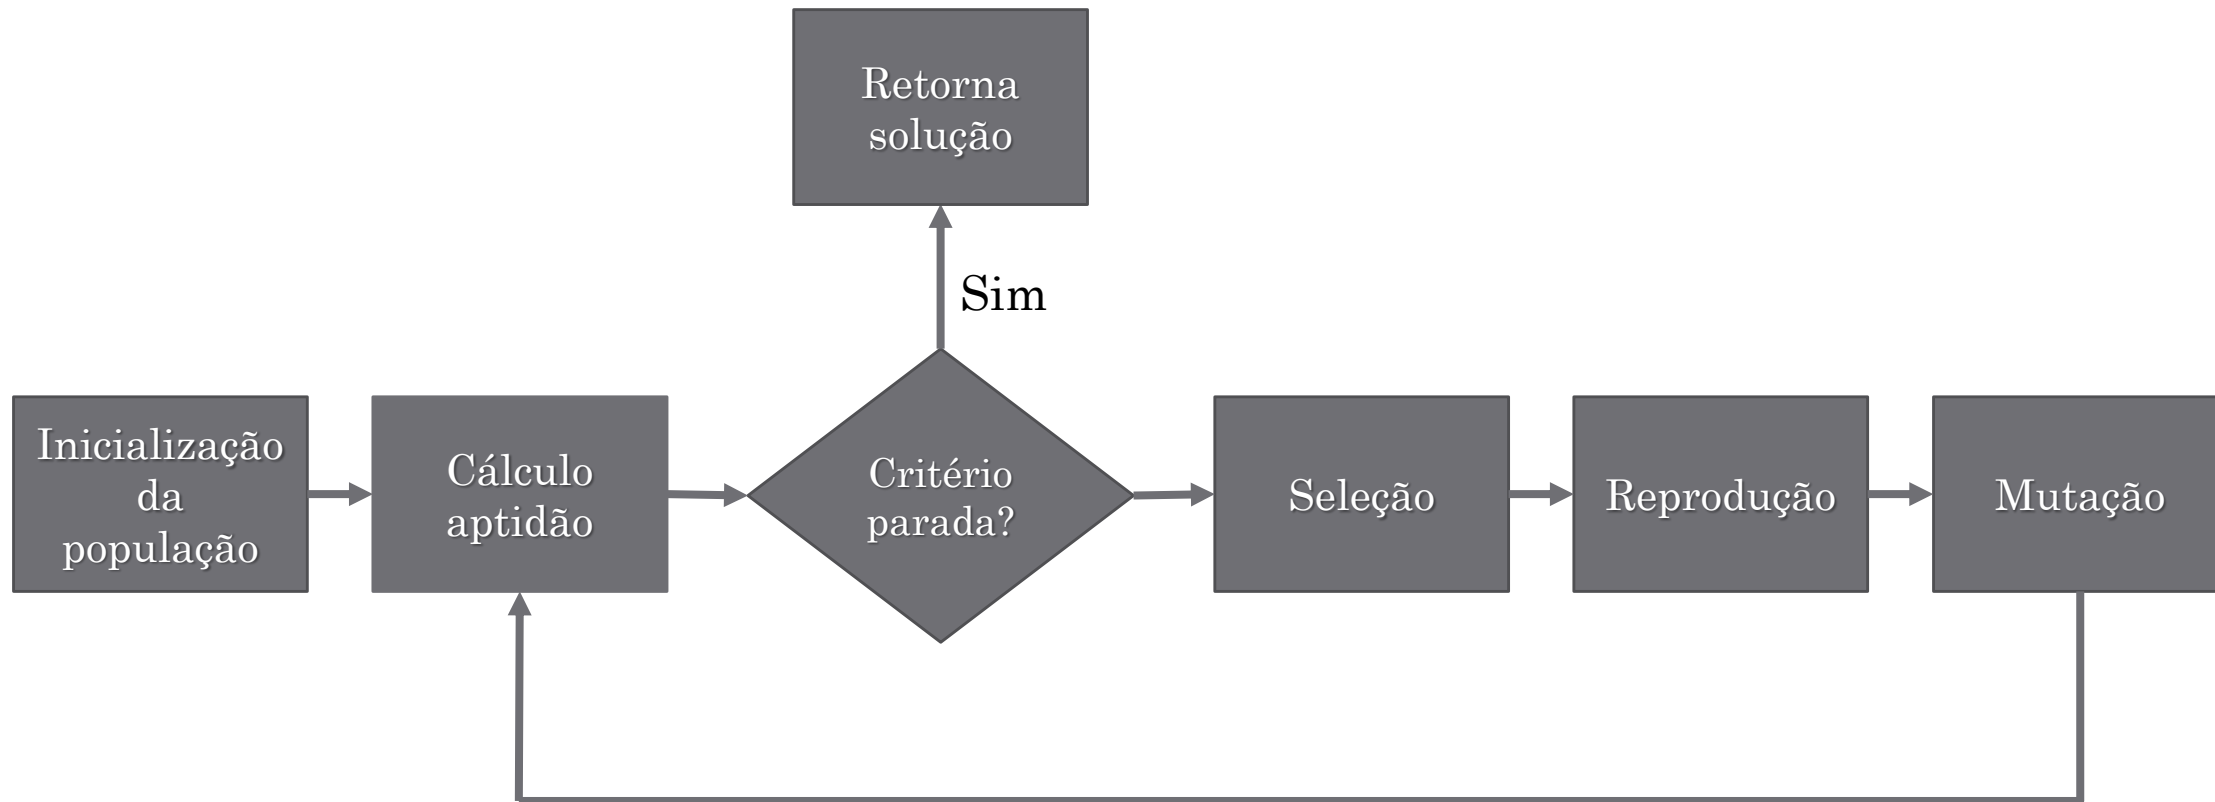 Retorna
solução
Sim
Inicialização
da
população
Cálculo
aptidão
Critério
parada?
Seleção
Reprodução
Mutação